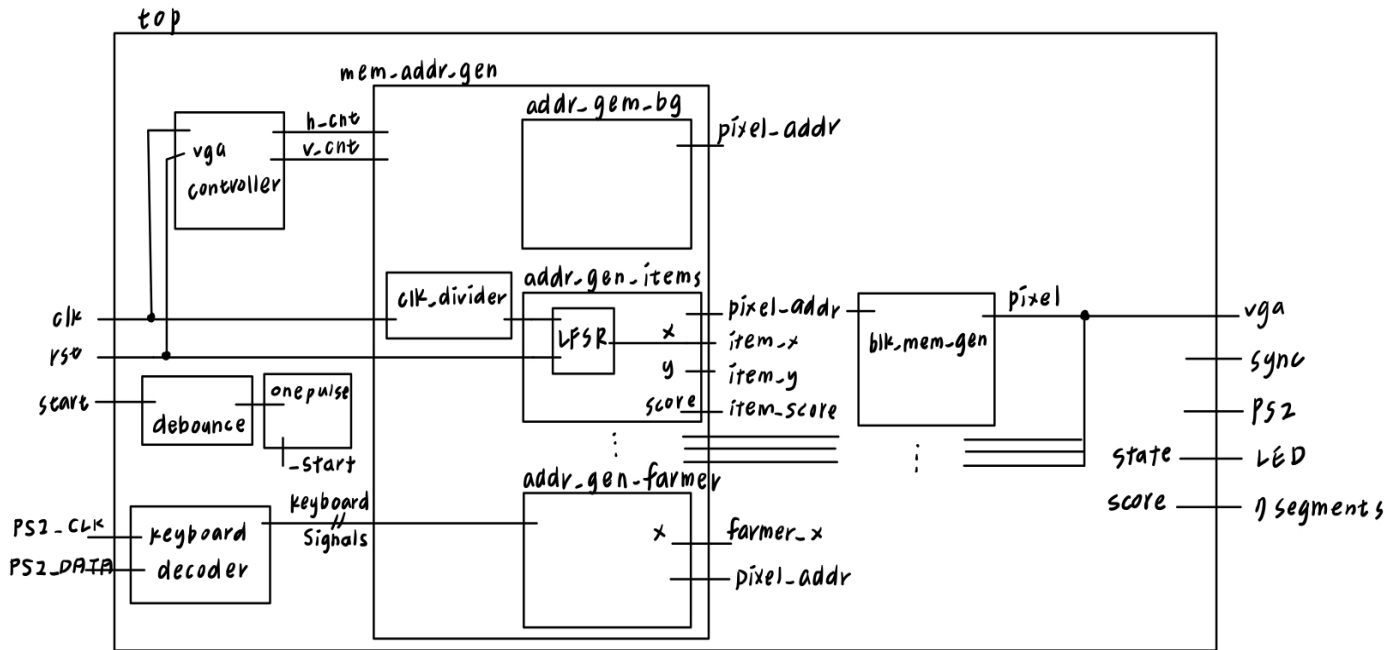 top
mem_addr_gen
addr_gem_bg
h_cnt
v_cnt
vga
controller
pixel_addr
clk_divider
addr_gen_items
LFSR
x
y
score
pixel_addr
item_x
item_y
item_score
blk_mem_gen
pixel
clk
rst
start
debounce
onepulse
_start
vga
sync
PS2
state
LED
score
7 segments
PS2_CLK
PS2_DATA
keyboard
decoder
keyboard
signals
addr_gen_farmer
x
farmer_x
pixel_addr